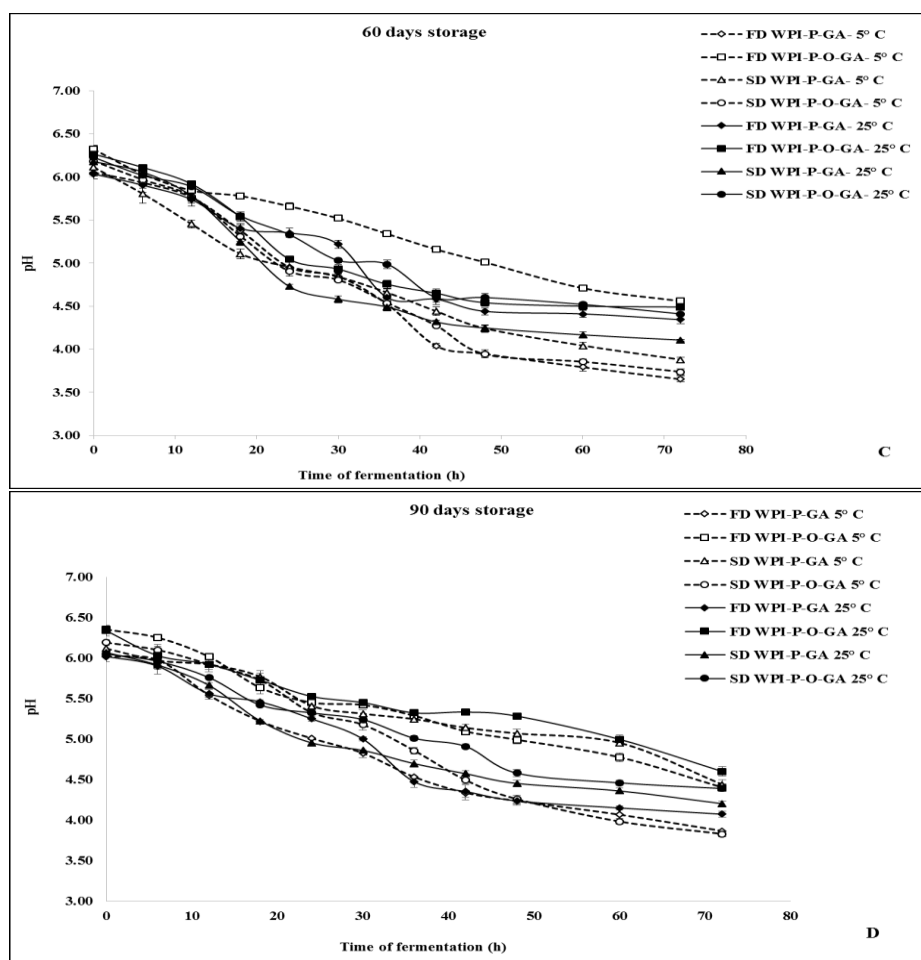 60 days storage
FD WPI-P-GA- 5° C
FD WPI-P-O-GA- 5° C
SD WPI-P-GA- 5° C
SD WPI-P-O-GA- 5° C
FD WPI-P-GA- 25° C
FD WPI-P-O-GA- 25° C
SD WPI-P-GA- 25° C
SD WPI-P-O-GA- 25° C
7.00
6.50
6.00
5.50
5.00
4.50
4.00
3.50
3.00
pH
0 10 20 30 40 50 60 70 80
Time of fermentation (h)
C
90 days storage
FD WPI-P-GA 5° C
FD WPI-P-O-GA 5° C
SD WPI-P-GA 5° C
SD WPI-P-O-GA 5° C
FD WPI-P-GA 25° C
FD WPI-P-O-GA 25° C
SD WPI-P-GA 25° C
SD WPI-P-O-GA 25° C
7.00
6.50
6.00
5.50
5.00
4.50
4.00
3.50
3.00
pH
0 10 20 30 40 50 60 70 80
Time of fermentation (h)
D